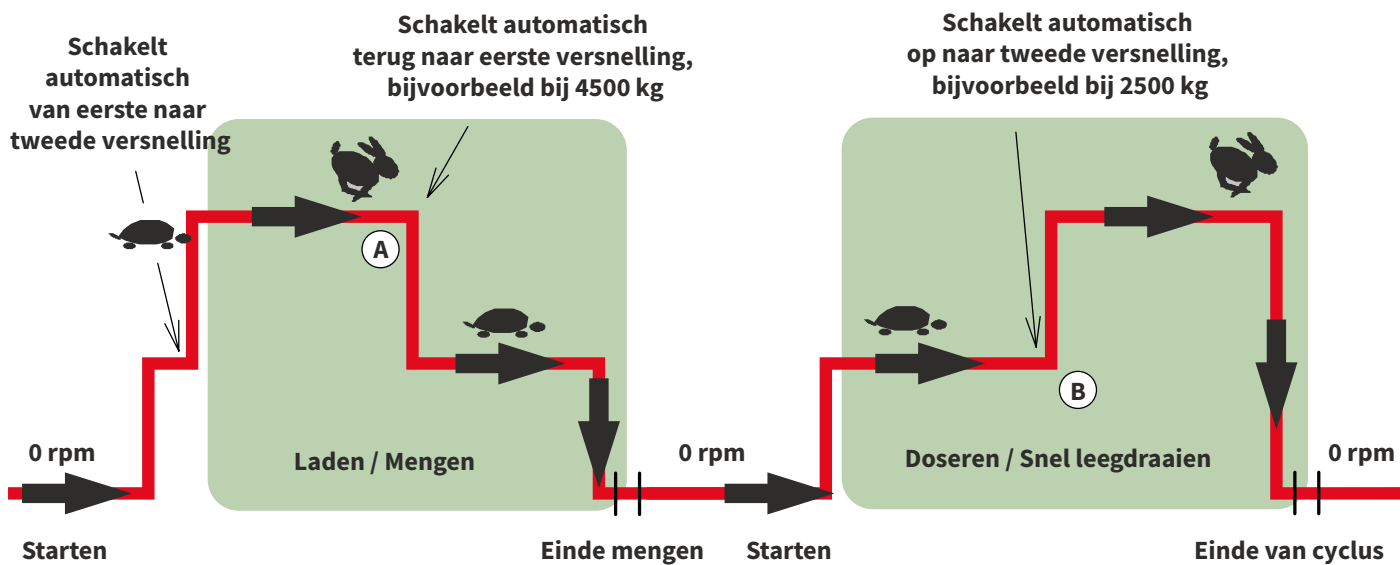 Schakelt
automatisch
van eerste naar
tweede versnelling
Schakelt automatisch
terug naar eerste versnelling,
bijvoorbeeld bij 4500 kg
Schakelt automatisch
op naar tweede versnelling,
bijvoorbeeld bij 2500 kg
A
B
0 rpm
Laden / Mengen
0 rpm
Doseren / Snel leegdraaien
0 rpm
Starten
Einde mengen
Starten
Einde van cyclus